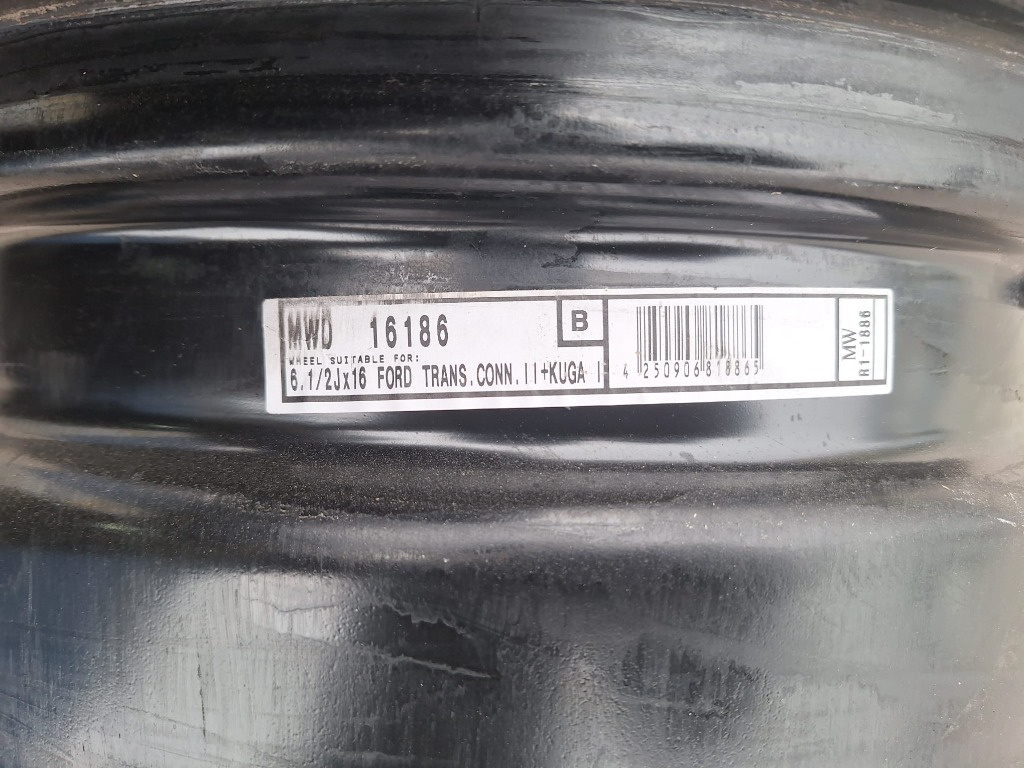 MWD 16186
B
WHEEL SUITABLE FOR:
6.1/2Jx16 FORD TRANS.CONN.II+KUGA I
4 250906 818865
MW
R1-1886